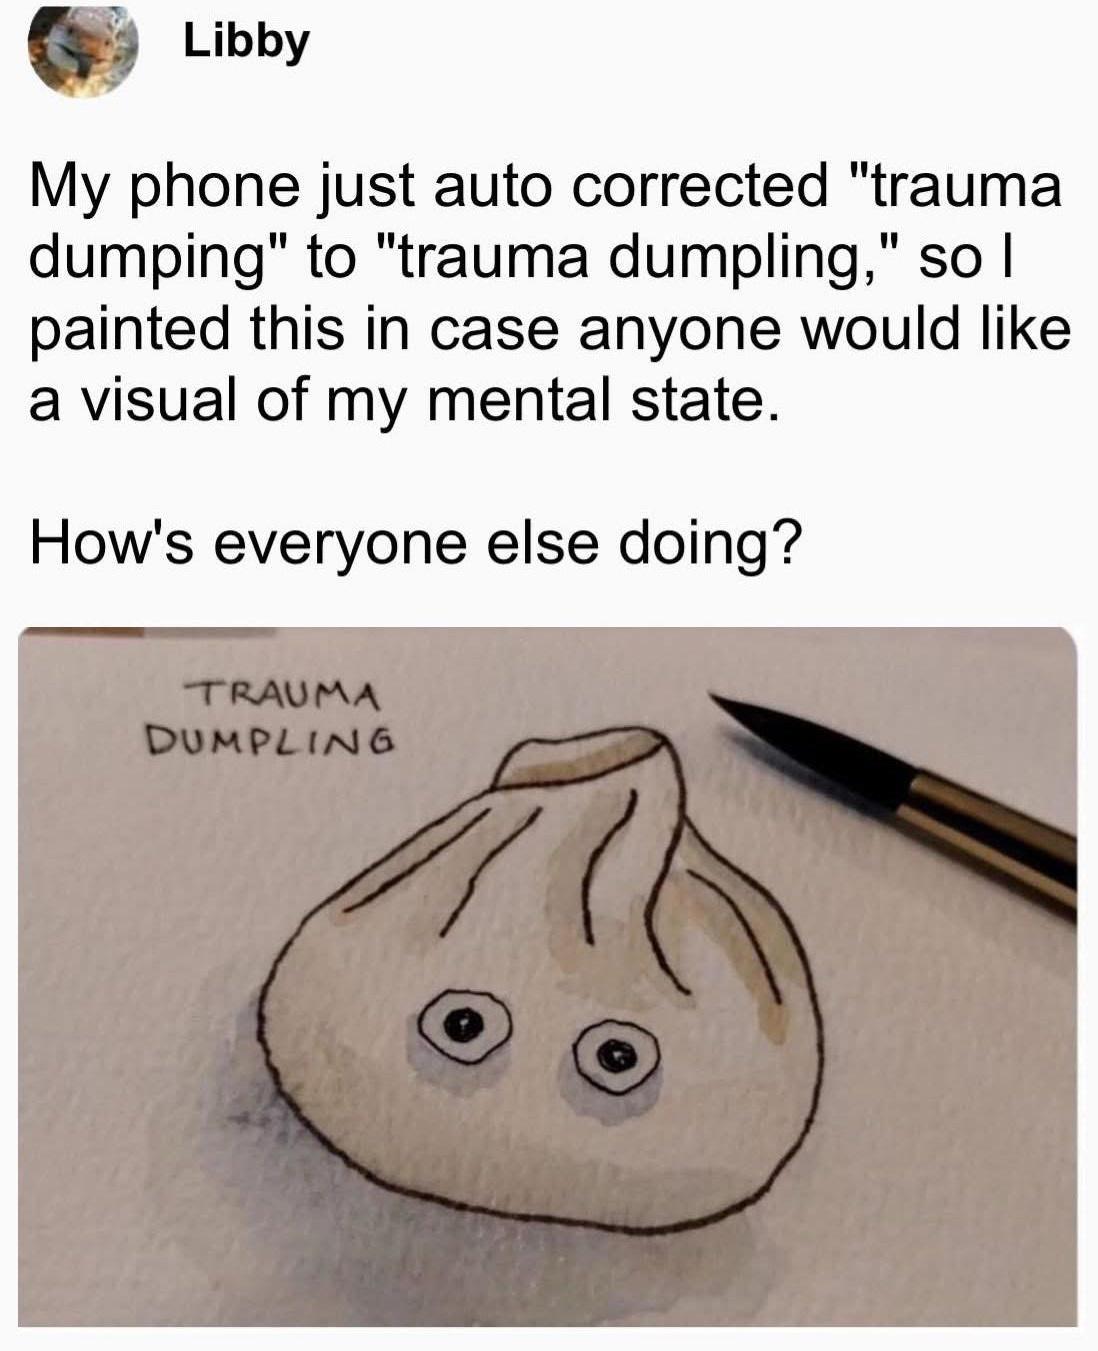 Libby
My phone just auto corrected "trauma
dumping" to "trauma dumpling," so I
painted this in case anyone would like
a visual of my mental state.
How's everyone else doing?
TRAUMA
DUMPLING